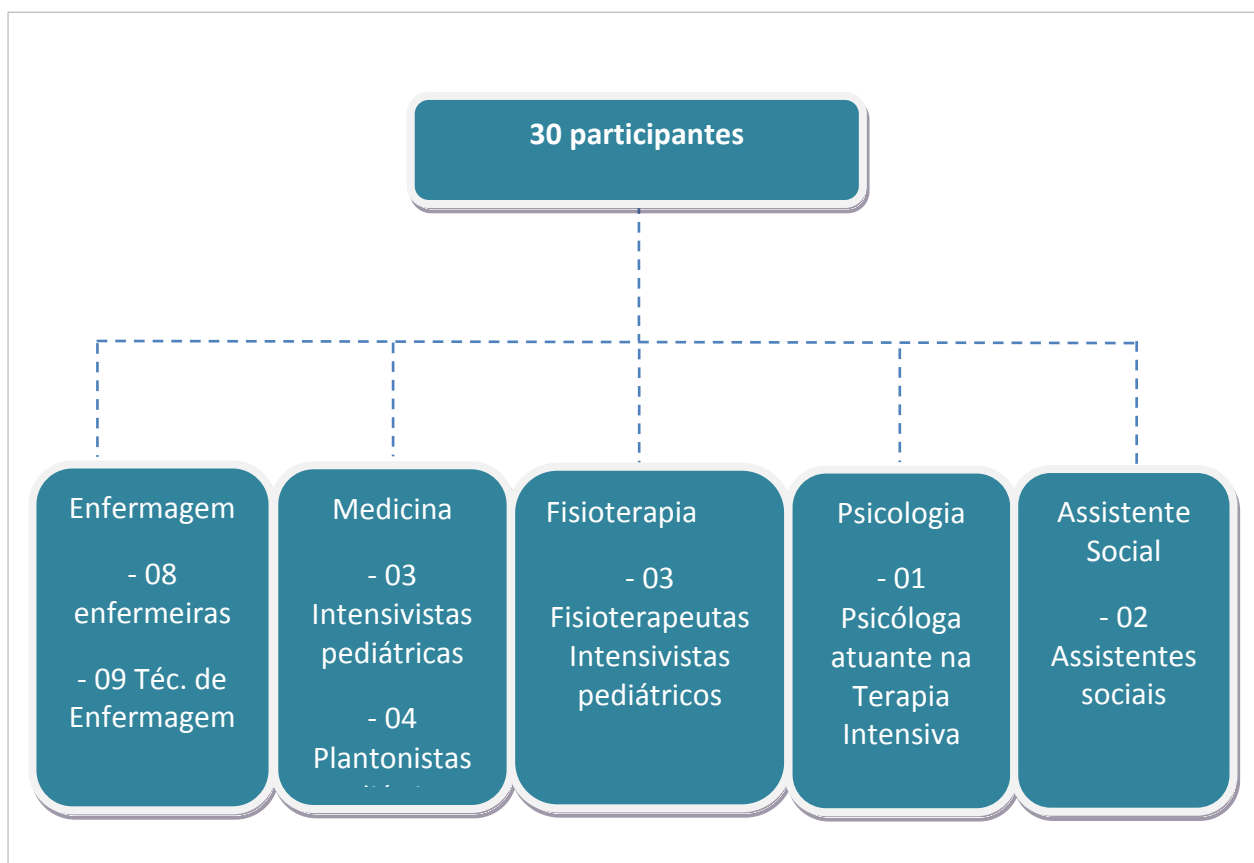 30 participantes
Enfermagem
- 08
enfermeiras
- 09 Téc. de
Enfermagem
Medicina
- 03
Intensivistas
pediátricas
- 04
Plantonistas
Fisioterapia
- 03
Fisioterapeutas
Intensivistas
pediátricos
Psicologia
- 01
Psicóloga
atuante na
Terapia
Intensiva
Assistente
Social
- 02
Assistentes
sociais